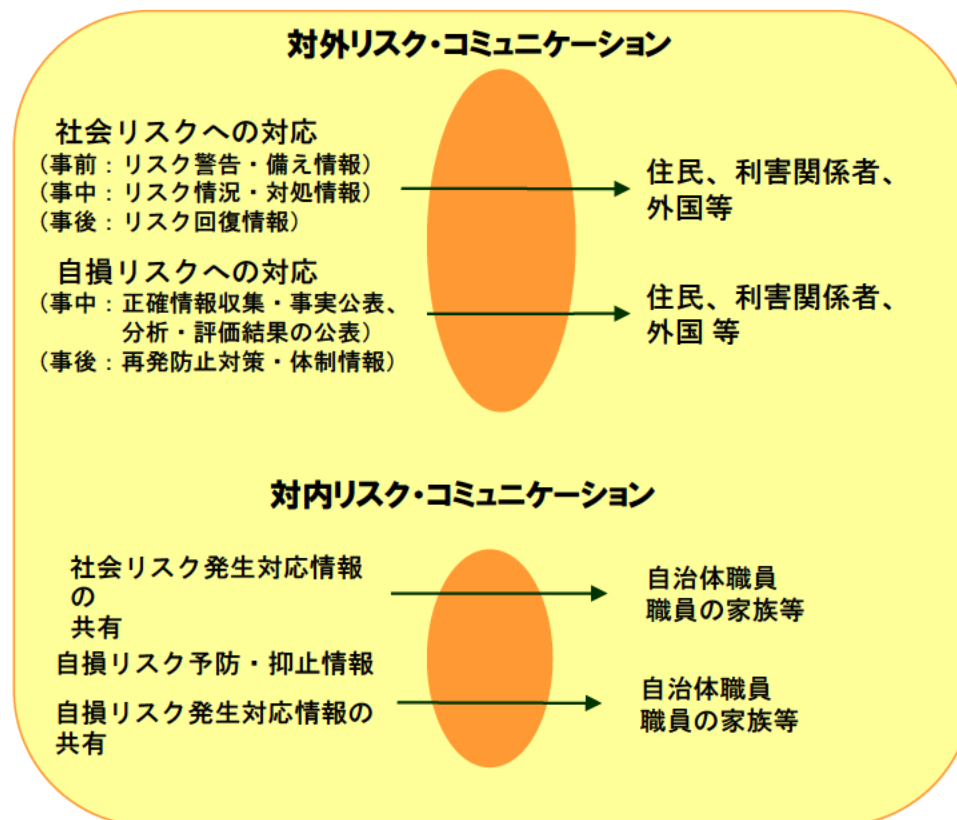 対外リスク・コミュニケーション
社会リスクへの対応
（事前：リスク警告・備え情報）
（事中：リスク情況・対処情報）
（事後：リスク回復情報）
住民、利害関係者、
外国等
自損リスクへの対応
（事中：正確情報収集・事実公表、
分析・評価結果の公表）
（事後：再発防止対策・体制情報）
住民、利害関係者、
外国 等
対内リスク・コミュニケーション
社会リスク発生対応情報
の
共有
自治体職員
職員の家族等
自損リスク予防・抑止情報
自損リスク発生対応情報の
共有
自治体職員
職員の家族等